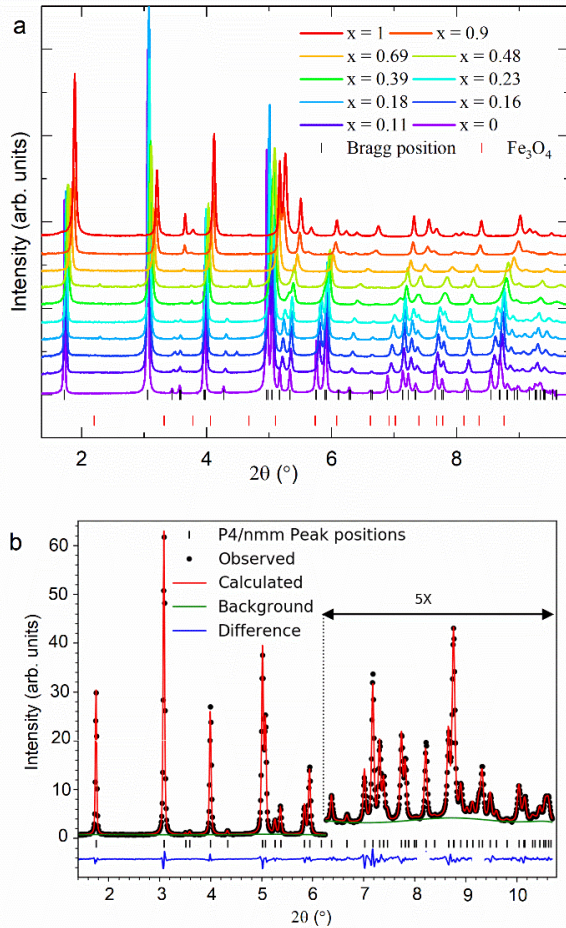 a
x = 1 x = 0.9
x = 0.69 x = 0.48
x = 0.39 x = 0.23
x = 0.18 x = 0.16
x = 0.11 x = 0
Bragg position Fe₃O₄
Intensity (arb. units)
2 4 6 8
2θ (°)
b
P4/nmm Peak positions
Observed
Calculated
Background
Difference
5X
60
50
40
30
20
10
0
Intensity (arb. units)
2 3 4 5 6 7 8 9 10
2θ (°)